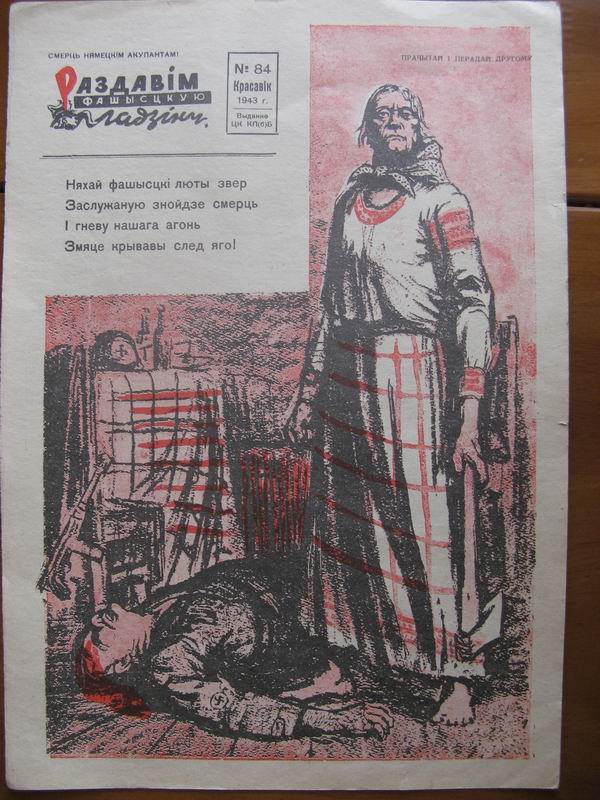 СМЕРЦЬ НЯМЕЦКІМ АКУПАНТАМ!
Раздавім
ФАШЫСЦКУЮ
гадзіну.
№ 84
Красавік
1943 г.
Выданне
ЦК КП(б)Б
ПРАЧЫТАЙ І ПЕРАДАЙ ДРУГОМУ
Няхай фашысцкі люты звер
Заслужаную знойдзе смерць
І гневу нашага агонь
Змяце крывавы след яго!